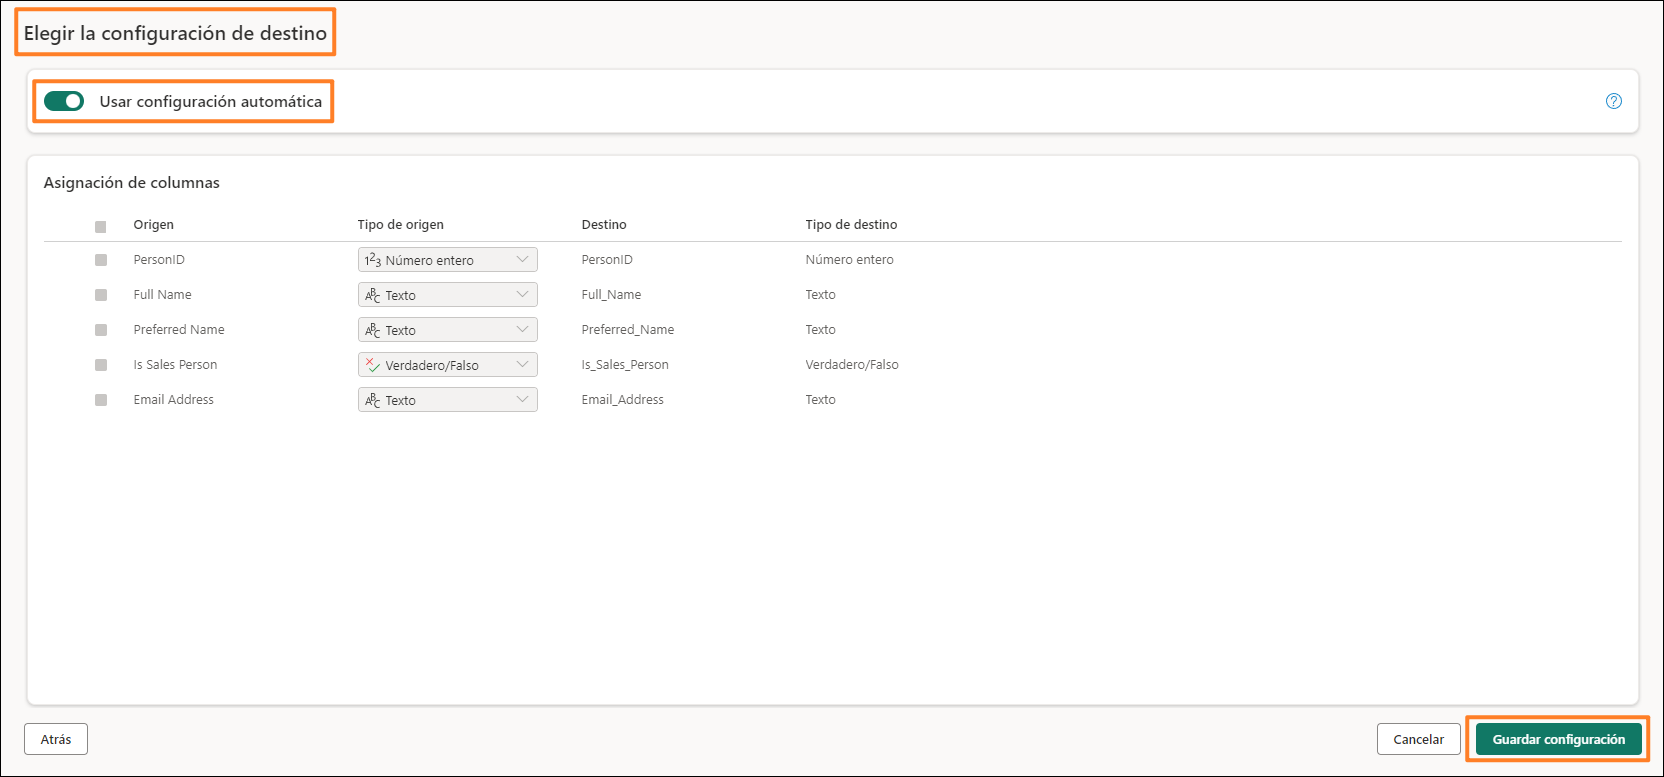 Elegir la configuración de destino
Usar configuración automática
?
Asignación de columnas
Origen Tipo de origen Destino Tipo de destino
PersonID 123 Número entero PersonID Número entero
Full Name ABC Texto Full_Name Texto
Preferred Name ABC Texto Preferred_Name Texto
Is Sales Person Verdadero/Falso Is_Sales_Person Verdadero/Falso
Email Address ABC Texto Email_Address Texto
Atrás Cancelar Guardar configuración